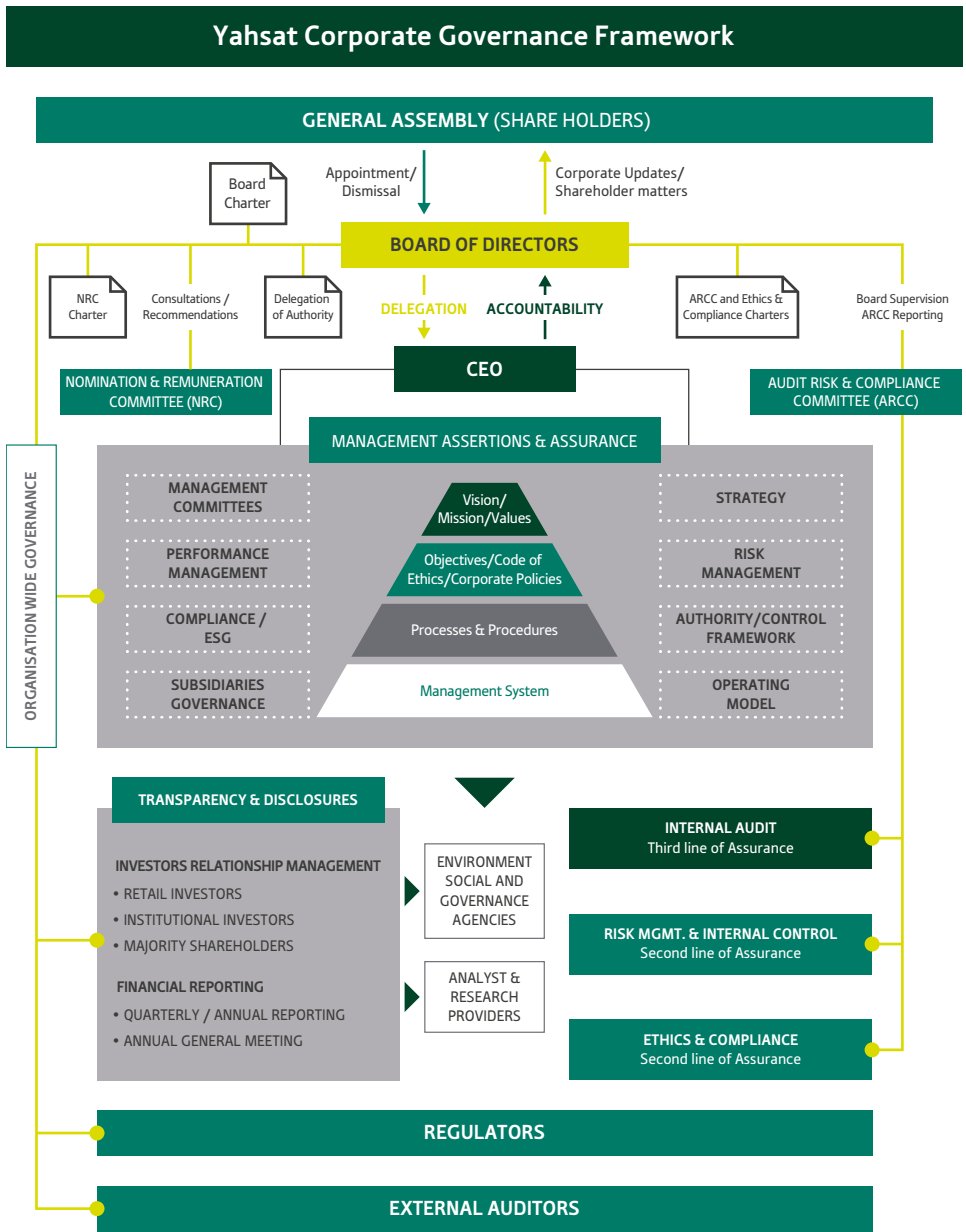 Yahsat Corporate Governance Framework
GENERAL ASSEMBLY (SHARE HOLDERS)
Board
Charter
Appointment/
Dismissal
Corporate Updates/
Shareholder matters
BOARD OF DIRECTORS
NRC
Charter
Consultations /
Recommendations
Delegation
of Authority
DELEGATION
ACCOUNTABILITY
ARCC and Ethics &
Compliance Charters
Board Supervision
ARCC Reporting
CEO
NOMINATION & REMUNERATION
COMMITTEE (NRC)
AUDIT RISK & COMPLIANCE
COMMITTEE (ARCC)
MANAGEMENT ASSERTIONS & ASSURANCE
ORGANISATION WIDE GOVERNANCE
MANAGEMENT
COMMITTEES
PERFORMANCE
MANAGEMENT
COMPLIANCE /
ESG
SUBSIDIARIES
GOVERNANCE
Vision/
Mission/Values
Objectives/Code of
Ethics/Corporate Policies
Processes & Procedures
Management System
STRATEGY
RISK
MANAGEMENT
AUTHORITY/CONTROL
FRAMEWORK
OPERATING
MODEL
TRANSPARENCY & DISCLOSURES
INVESTORS RELATIONSHIP MANAGEMENT
• RETAIL INVESTORS
• INSTITUTIONAL INVESTORS
• MAJORITY SHAREHOLDERS
FINANCIAL REPORTING
• QUARTERLY / ANNUAL REPORTING
• ANNUAL GENERAL MEETING
ENVIRONMENT
SOCIAL AND
GOVERNANCE
AGENCIES
ANALYST &
RESEARCH
PROVIDERS
INTERNAL AUDIT
Third line of Assurance
RISK MGMT. & INTERNAL CONTROL
Second line of Assurance
ETHICS & COMPLIANCE
Second line of Assurance
REGULATORS
EXTERNAL AUDITORS